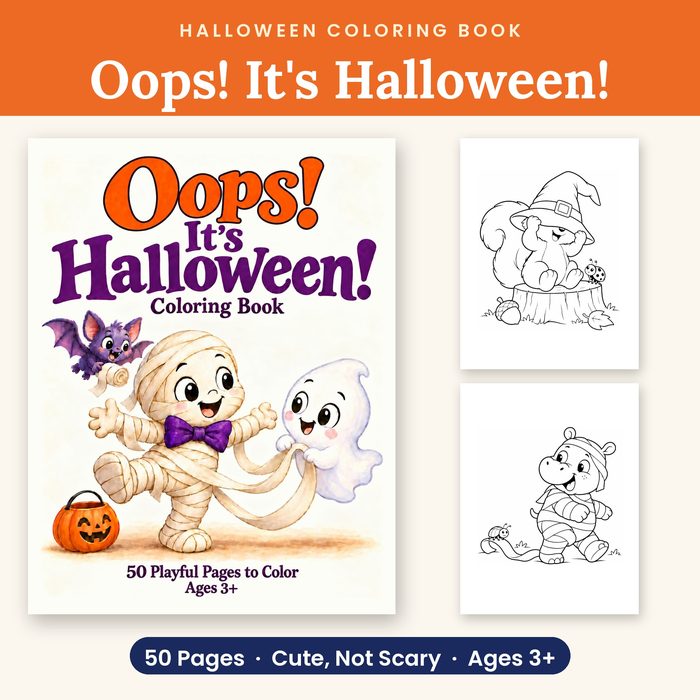 HALLOWEEN COLORING BOOK
Oops! It's Halloween!
Oops!
It's
Halloween!
Coloring Book
50 Playful Pages to Color
Ages 3+
50 Pages · Cute, Not Scary · Ages 3+